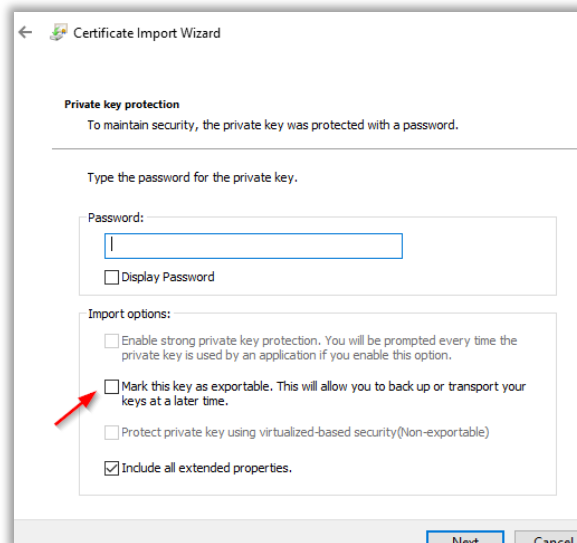 Certificate Import Wizard
Private key protection
To maintain security, the private key was protected with a password.
Type the password for the private key.
Password:
Display Password
Import options:
Enable strong private key protection. You will be prompted every time the
private key is used by an application if you enable this option.
Mark this key as exportable. This will allow you to back up or transport your
keys at a later time.
Protect private key using virtualized-based security(Non-exportable)
Include all extended properties.
Next
Cancel